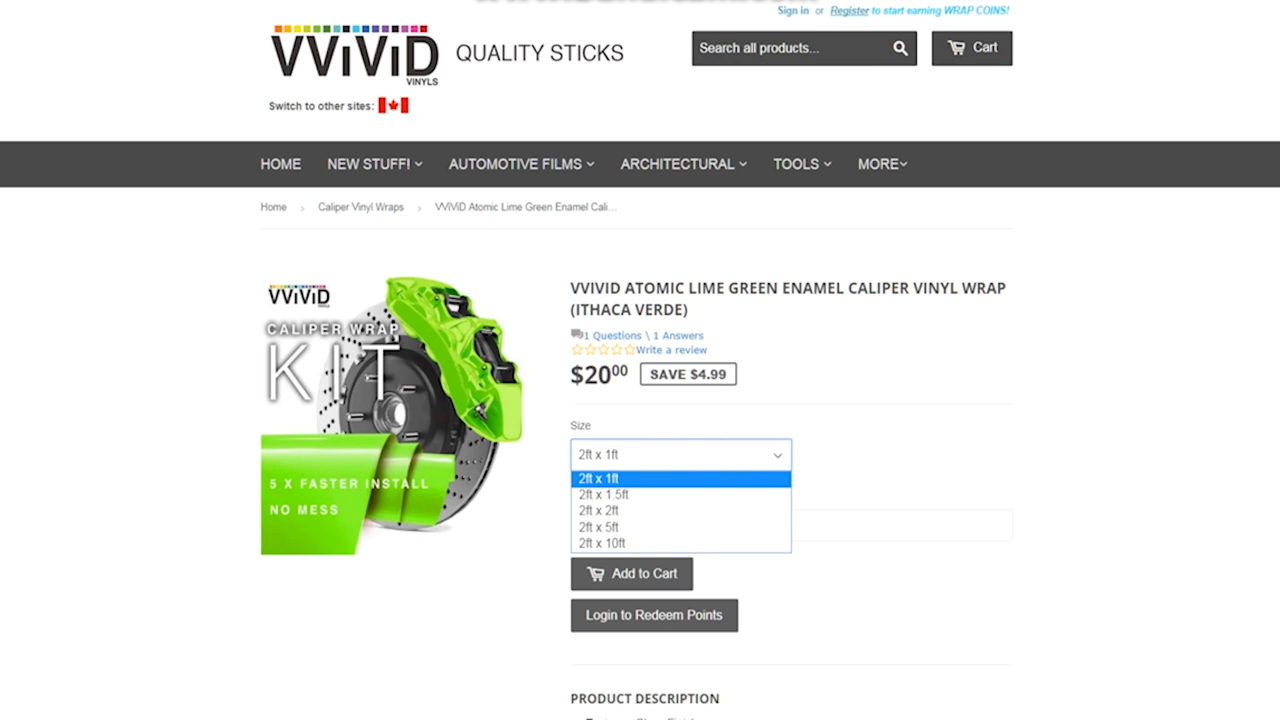 Sign in or Register to start earning WRAP COINS!
VViViD
VINYLS
QUALITY STICKS
Search all products...
Cart
Switch to other sites:
HOME
NEW STUFF!
AUTOMOTIVE FILMS
ARCHITECTURAL
TOOLS
MORE
Home › Caliper Vinyl Wraps › VViViD Atomic Lime Green Enamel Cali...
VViViD
CALIPER WRAP
KIT
5 X FASTER INSTALL
NO MESS
VVIVID ATOMIC LIME GREEN ENAMEL CALIPER VINYL WRAP
(ITHACA VERDE)
1 Questions \ 1 Answers
Write a review
$20⁰⁰
SAVE $4.99
Size
2ft x 1ft
2ft x 1ft
2ft x 1.5ft
2ft x 2ft
2ft x 5ft
2ft x 10ft
Add to Cart
Login to Redeem Points
PRODUCT DESCRIPTION